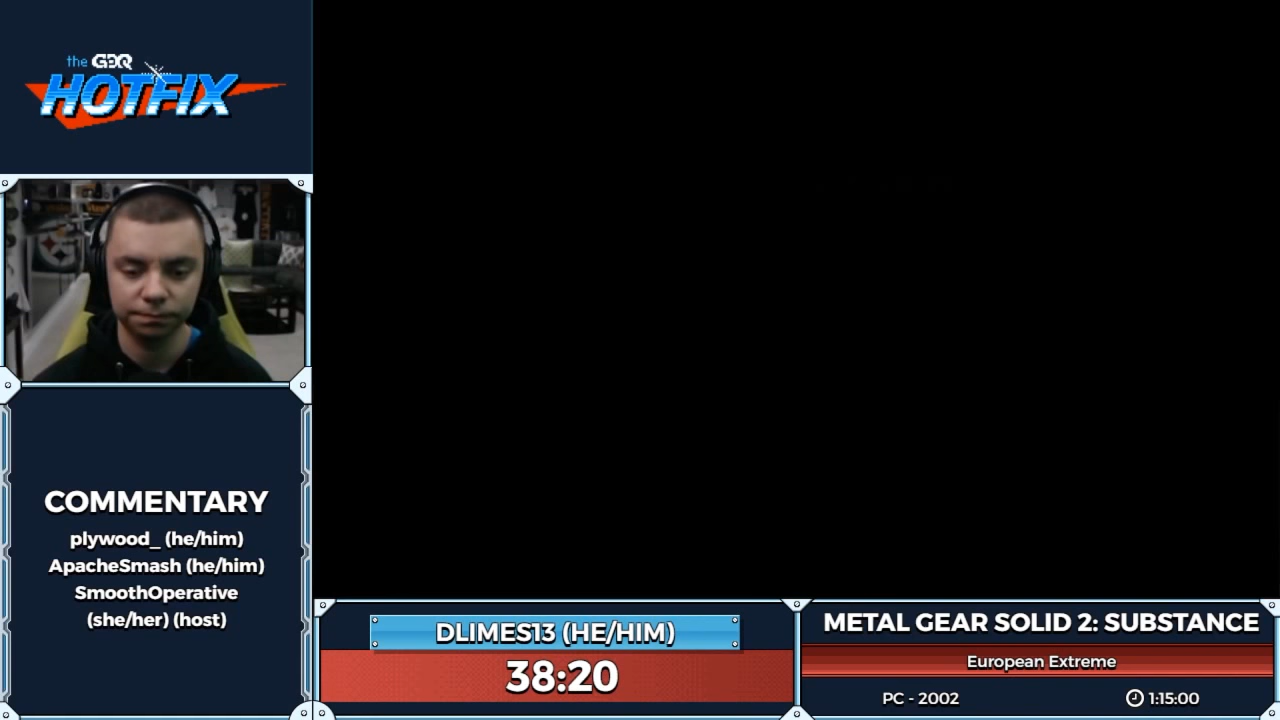 the GDQ
HOTFIX
COMMENTARY
plywood_ (he/him)
ApacheSmash (he/him)
SmoothOperative
(she/her) (host)
DLIMES13 (HE/HIM)
38:20
METAL GEAR SOLID 2: SUBSTANCE
European Extreme
PC - 2002
1:15:00